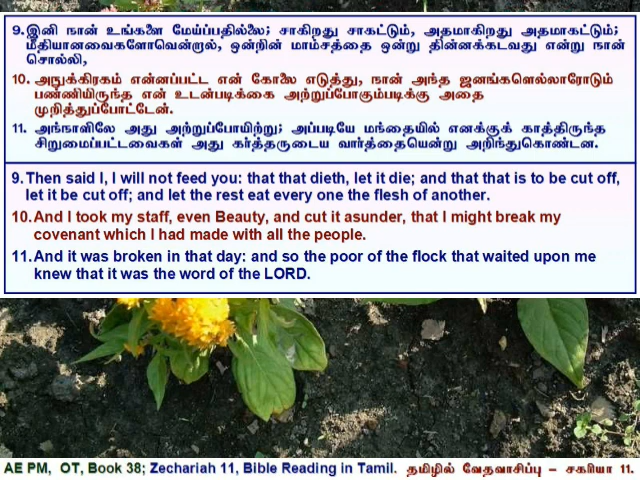 9. இனி நான் உங்களை மேய்ப்பதில்லை; சாகிறது சாகட்டும், அதமாகிறது அதமாகட்டும்;
மீதியானவைகளோவென்றால், ஒன்றின் மாம்சத்தை ஒன்று தின்னக்கடவது என்று நான்
சொல்லி,
10. அநுக்கிரகம் என்னப்பட்ட என் கோலை எடுத்து, நான் அந்த ஜனங்களெல்லாரோடும்
பண்ணியிருந்த என் உடன்படிக்கை அற்றுப்போகும்படிக்கு அதை
முறித்துப்போட்டேன்.
11. அந்நாளிலே அது அற்றுப்போயிற்று; அப்படியே மந்தையில் எனக்குக் காத்திருந்த
சிறுமைப்பட்டவைகள் அது கர்த்தருடைய வார்த்தையென்று அறிந்துகொண்டன.
9. Then said I, I will not feed you: that that dieth, let it die; and that that is to be cut off,
let it be cut off; and let the rest eat every one the flesh of another.
10. And I took my staff, even Beauty, and cut it asunder, that I might break my
covenant which I had made with all the people.
11. And it was broken in that day: and so the poor of the flock that waited upon me
knew that it was the word of the LORD.
AE PM, OT, Book 38; Zechariah 11, Bible Reading in Tamil. தமிழில் வேதவாசிப்பு – சகரியா 11.